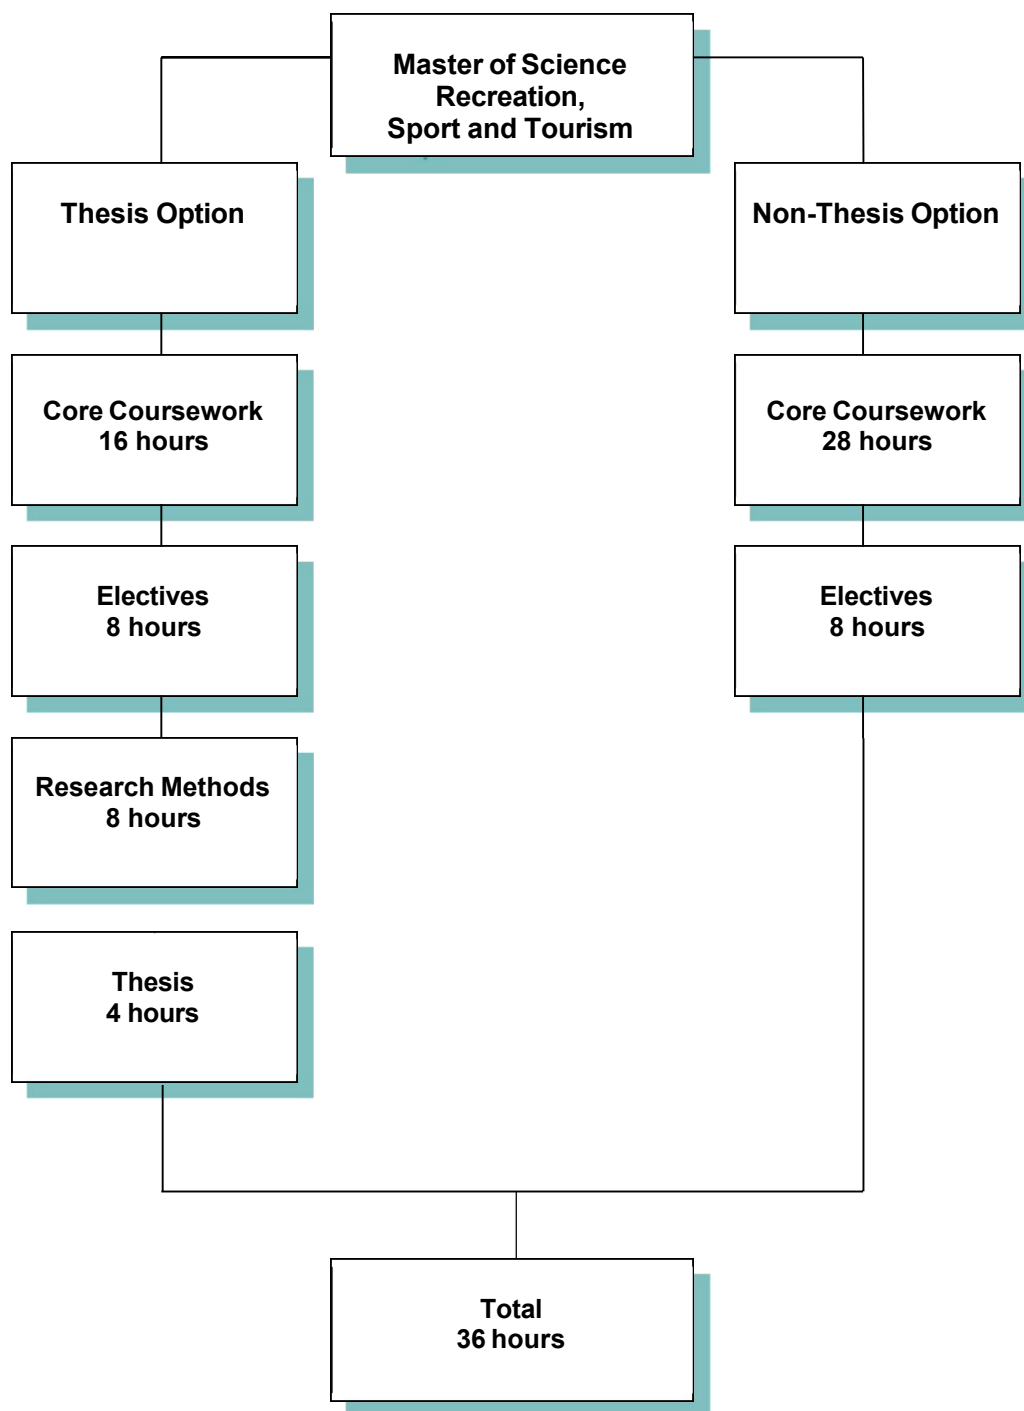 Master of Science
Recreation,
Sport and Tourism
Thesis Option
Non-Thesis Option
Core Coursework
16 hours
Core Coursework
28 hours
Electives
8 hours
Electives
8 hours
Research Methods
8 hours
Thesis
4 hours
Total
36 hours